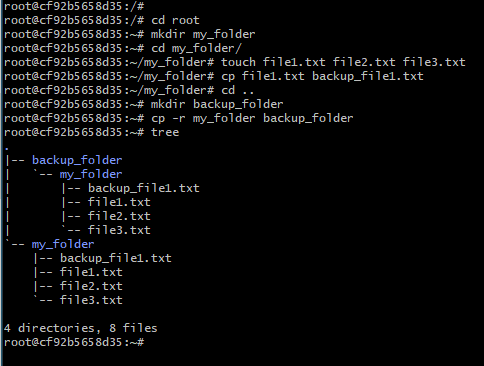 root@cf92b5658d35:/#
root@cf92b5658d35:/# cd root
root@cf92b5658d35:~# mkdir my_folder
root@cf92b5658d35:~# cd my_folder/
root@cf92b5658d35:~/my_folder# touch file1.txt file2.txt file3.txt
root@cf92b5658d35:~/my_folder# cp file1.txt backup_file1.txt
root@cf92b5658d35:~/my_folder# cd ..
root@cf92b5658d35:~# mkdir backup_folder
root@cf92b5658d35:~# cp -r my_folder backup_folder
root@cf92b5658d35:~# tree
.
|-- backup_folder
|   `-- my_folder
|       |-- backup_file1.txt
|       |-- file1.txt
|       |-- file2.txt
|       `-- file3.txt
`-- my_folder
    |-- backup_file1.txt
    |-- file1.txt
    |-- file2.txt
    `-- file3.txt

4 directories, 8 files
root@cf92b5658d35:~#